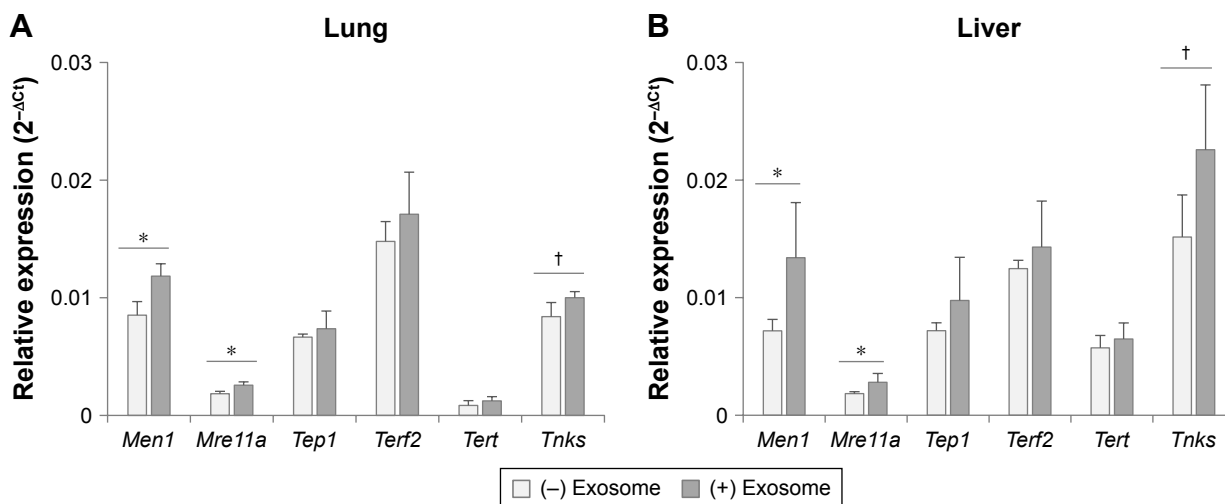 A
Lung
Relative expression (2⁻ΔCt)
0.03
0.02
0.01
0
*
*
†
Men1 Mre11a Tep1 Terf2 Tert Tnks
B
Liver
Relative expression (2⁻ΔCt)
0.03
0.02
0.01
0
*
*
†
Men1 Mre11a Tep1 Terf2 Tert Tnks
(–) Exosome (+) Exosome